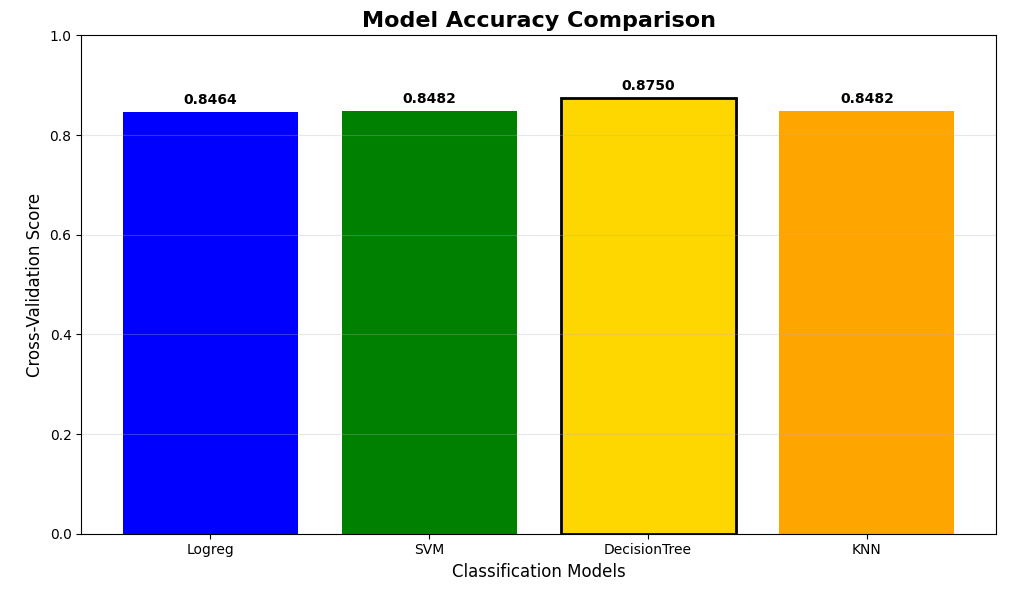 Model Accuracy Comparison
Cross-Validation Score
1.0
0.8
0.6
0.4
0.2
0.0
0.8464
0.8482
0.8750
0.8482
Logreg
SVM
DecisionTree
KNN
Classification Models